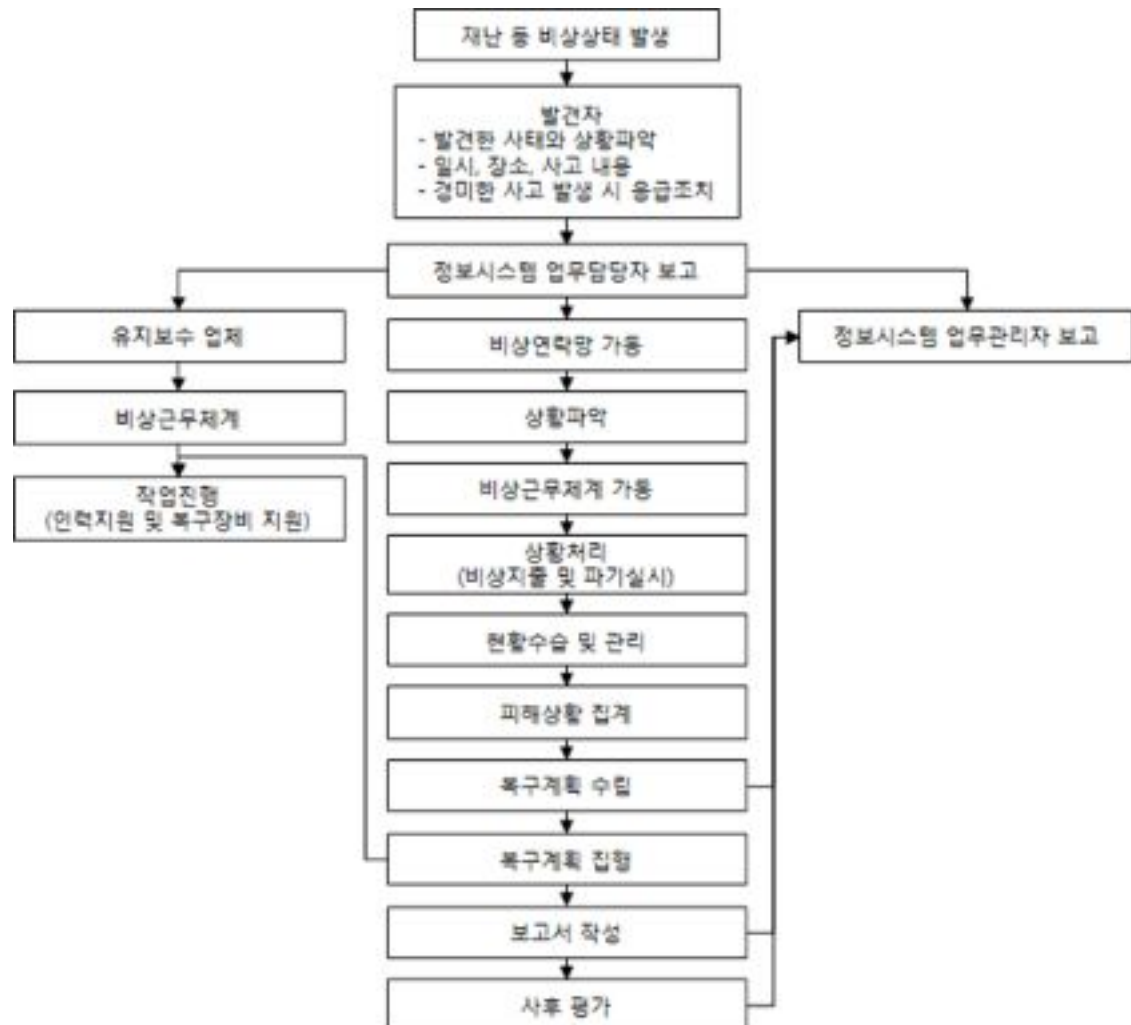 재난 등 비상상태 발생
발견자
- 발견한 사태와 상황파악
- 일시, 장소, 사고 내용
- 경미한 사고 발생 시 응급조치
정보시스템 업무담당자 보고
유지보수 업체
비상연락망 가동
정보시스템 업무관리자 보고
비상근무체계
상황파악
작업진행
(인력지원 및 복구장비 지원)
비상근무체계 가동
상황처리
(비상지출 및 파기실시)
현황수습 및 관리
피해상황 집계
복구계획 수립
복구계획 집행
보고서 작성
사후 평가